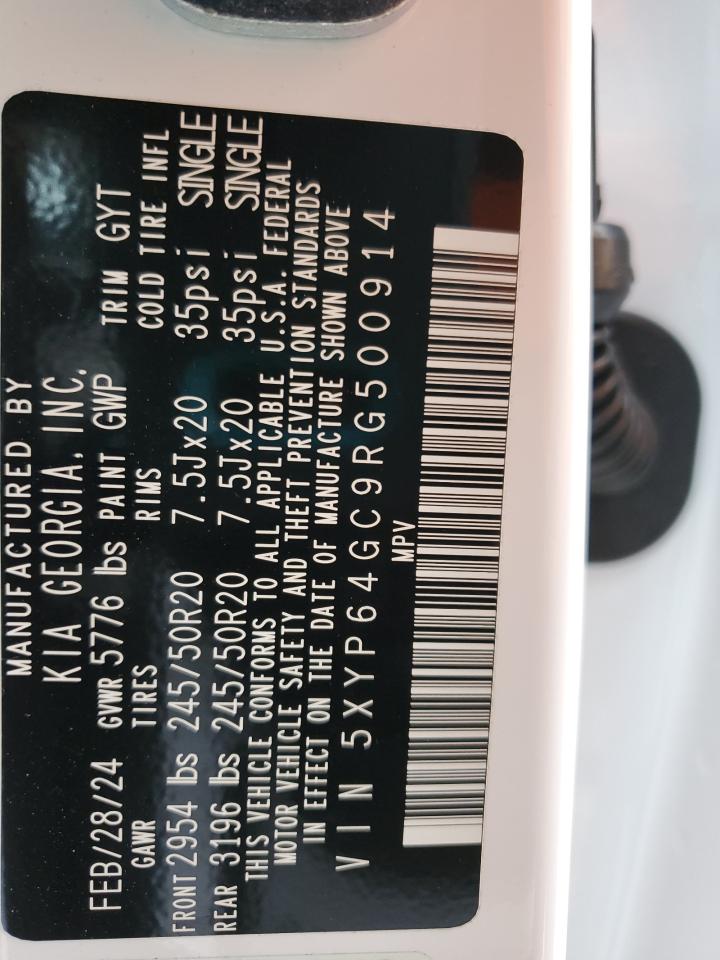 MANUFACTURED BY
KIA GEORGIA, INC.
FEB/28/24 GVWR 5776 lbs PAINT GWP TRIM GYT
GAWR TIRES RIMS COLD TIRE INFL
FRONT 2954 lbs 245/50R20 7.5Jx20 35psi SINGLE
REAR 3196 lbs 245/50R20 7.5Jx20 35psi SINGLE
THIS VEHICLE CONFORMS TO ALL APPLICABLE U.S.A. FEDERAL
MOTOR VEHICLE SAFETY AND THEFT PREVENTION STANDARDS
IN EFFECT ON THE DATE OF MANUFACTURE SHOWN ABOVE
VIN 5XYP64GC9RG500914
MPV